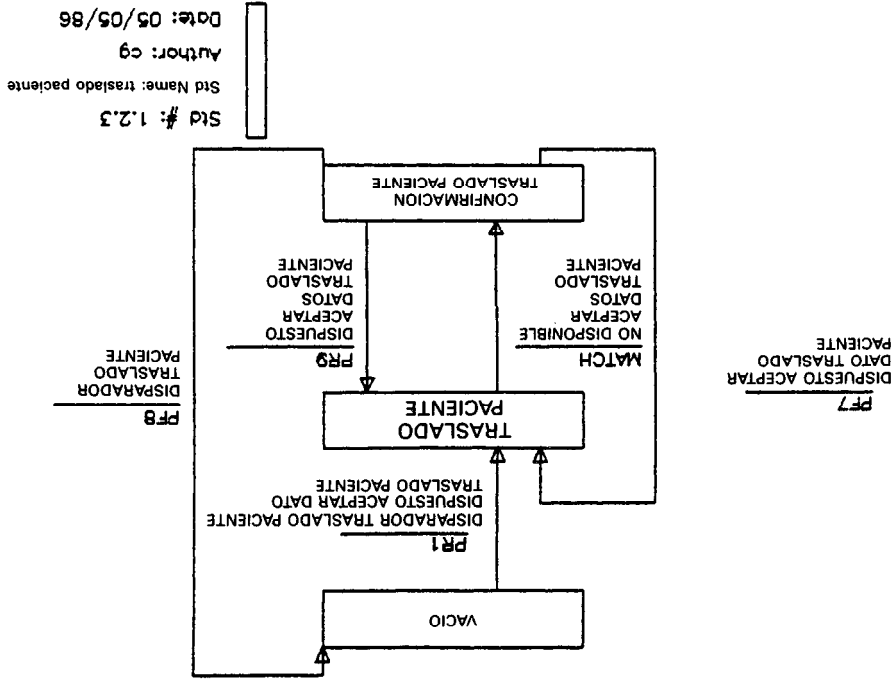 VACIO
PR1
DISPARADOR TRASLADO PACIENTE
DISPUESTO ACEPTAR DATO
TRASLADO PACIENTE
TRASLADO
PACIENTE
PF7
DISPUESTO ACEPTAR
DATO TRASLADO
PACIENTE
MATCH
NO DISPONIBLE
ACEPTAR
DATOS
TRASLADO
PACIENTE
PR9
DISPUESTO
ACEPTAR
DATOS
TRASLADO
PACIENTE
PF8
DISPARADOR
TRASLADO
PACIENTE
CONFIRMACION
TRASLADO PACIENTE
Std #: 1.2.3
Std Name: traslado paciente
Author: cg
Date: 05/05/86